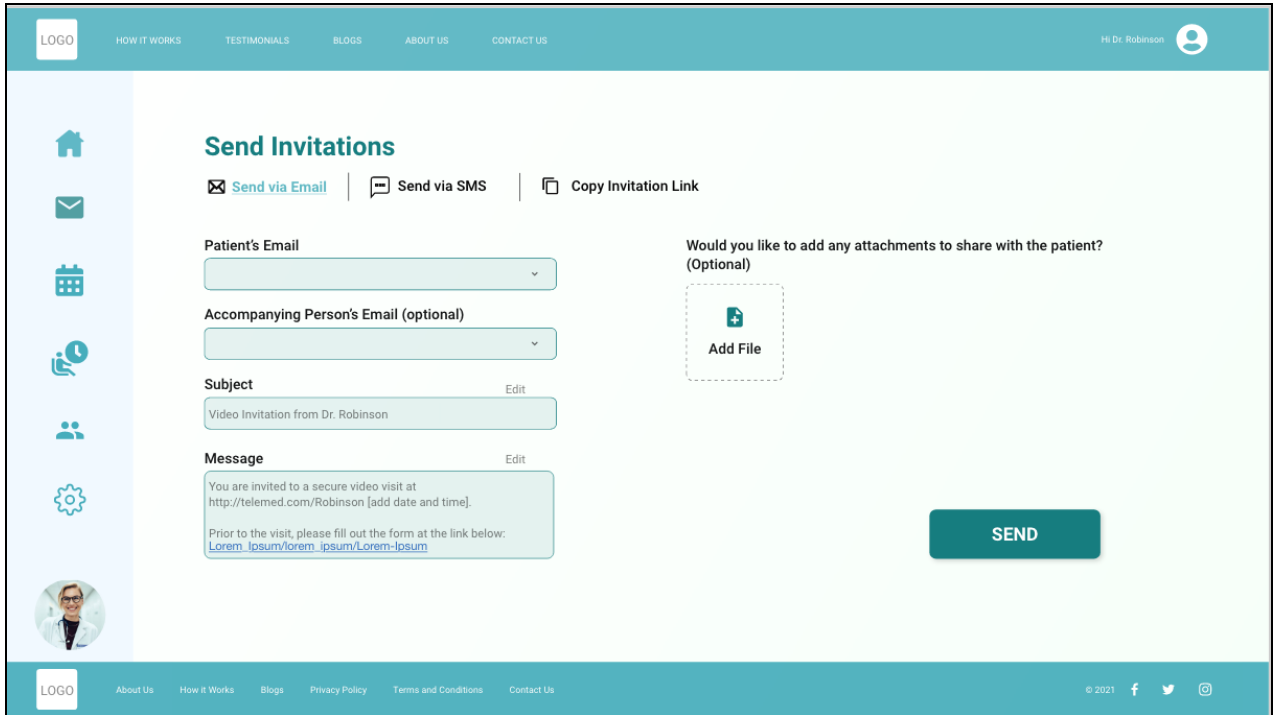 LOGO
HOW IT WORKS
TESTIMONIALS
BLOGS
ABOUT US
CONTACT US
Hi Dr. Robinson
Send Invitations
Send via Email
Send via SMS
Copy Invitation Link
Patient's Email
Accompanying Person's Email (optional)
Subject
Edit
Video Invitation from Dr. Robinson
Message
Edit
You are invited to a secure video visit at
http://telemed.com/Robinson [add date and time].
Prior to the visit, please fill out the form at the link below:
Lorem_Ipsum/lorem_ipsum/Lorem-Ipsum
Would you like to add any attachments to share with the patient?
(Optional)
Add File
SEND
LOGO
About Us
How it Works
Blogs
Privacy Policy
Terms and Conditions
Contact Us
© 2021